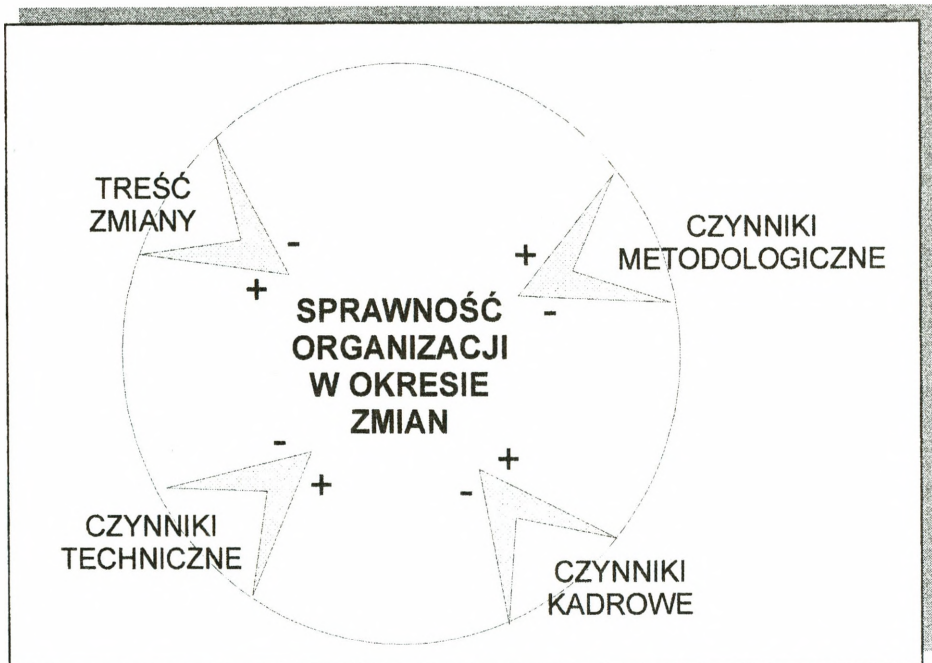 TREŚĆ
ZMIANY
-
+
CZYNNIKI
METODOLOGICZNE
+
-
SPRAWNOŚĆ
ORGANIZACJI
W OKRESIE
ZMIAN
-
+
CZYNNIKI
TECHNICZNE
+
-
CZYNNIKI
KADROWE